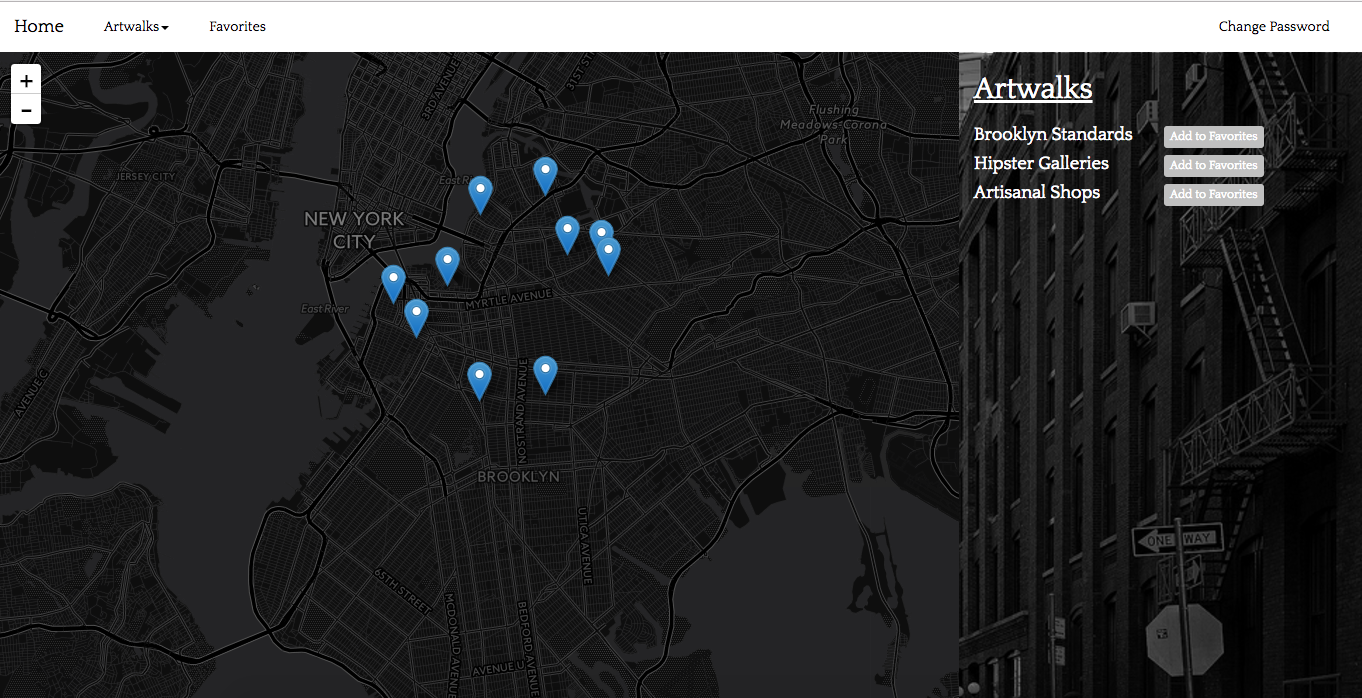 Home
Artwalks
Favorites
Change Password
+
−
3RD AVENUE
31ST ST
Flushing
Meadows-Corona
Park
JERSEY CITY
East Ri
NEW YORK
CITY
MYRTLE AVENUE
East River
AVENUE C
NOSTRAND AVENUE
BROOKLYN
UTICA AVENUE
65TH STREET
MCDONALD AVENUE
BEDFORD AVENUE
AVENUE U
Artwalks
Brooklyn Standards
Add to Favorites
Hipster Galleries
Add to Favorites
Artisanal Shops
Add to Favorites
ONE WAY